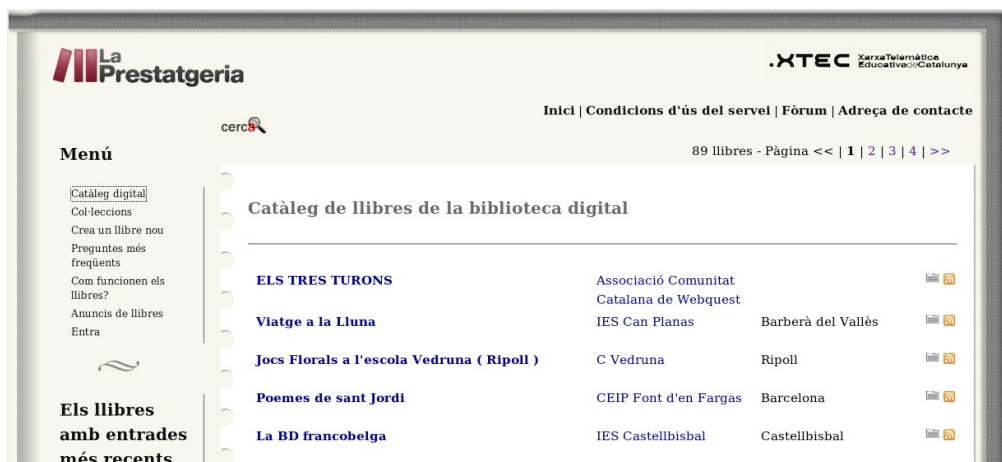 La
Prestatgeria
.XTEC XarxaTelemàtica
EducativadeCatalunya
Inici | Condicions d'ús del servei | Fòrum | Adreça de contacte
cerca
Menú
89 llibres - Pàgina << | 1 | 2 | 3 | 4 | >>
Catàleg digital
Col·leccions
Crea un llibre nou
Preguntes més
freqüents
Com funcionen els
llibres?
Anuncis de llibres
Entra
Els llibres
amb entrades
més recents
Catàleg de llibres de la biblioteca digital
ELS TRES TURONS Associació Comunitat
Catalana de Webquest
Viatge a la Lluna IES Can Planas Barberà del Vallès
Jocs Florals a l'escola Vedruna ( Ripoll ) C Vedruna Ripoll
Poemes de sant Jordi CEIP Font d'en Fargas Barcelona
La BD francobelga IES Castellbisbal Castellbisbal